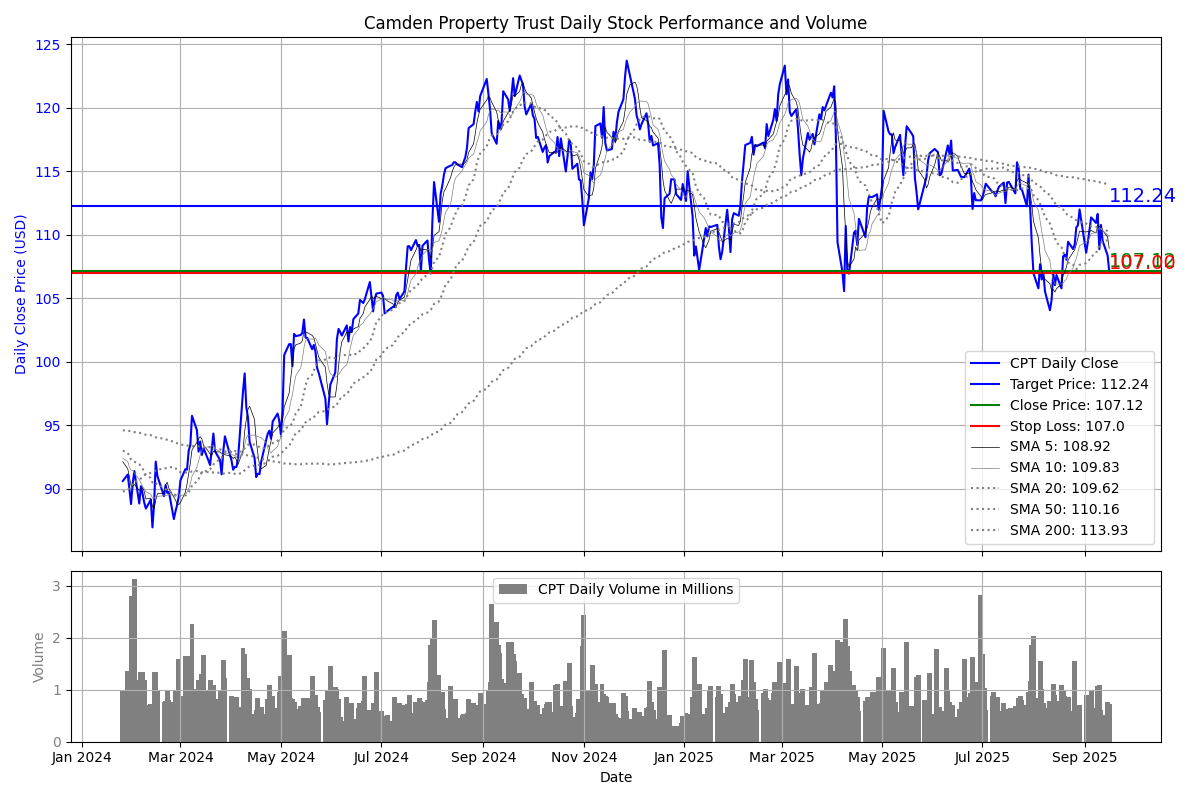 Camden Property Trust Daily Stock Performance and Volume
Daily Close Price (USD)
125
120
115
110
105
100
95
90
112.24
107.12
107.0
CPT Daily Close
Target Price: 112.24
Close Price: 107.12
Stop Loss: 107.0
SMA 5: 108.92
SMA 10: 109.83
SMA 20: 109.62
SMA 50: 110.16
SMA 200: 113.93
CPT Daily Volume in Millions
Volume
3
2
1
0
Jan 2024 Mar 2024 May 2024 Jul 2024 Sep 2024 Nov 2024 Jan 2025 Mar 2025 May 2025 Jul 2025 Sep 2025
Date